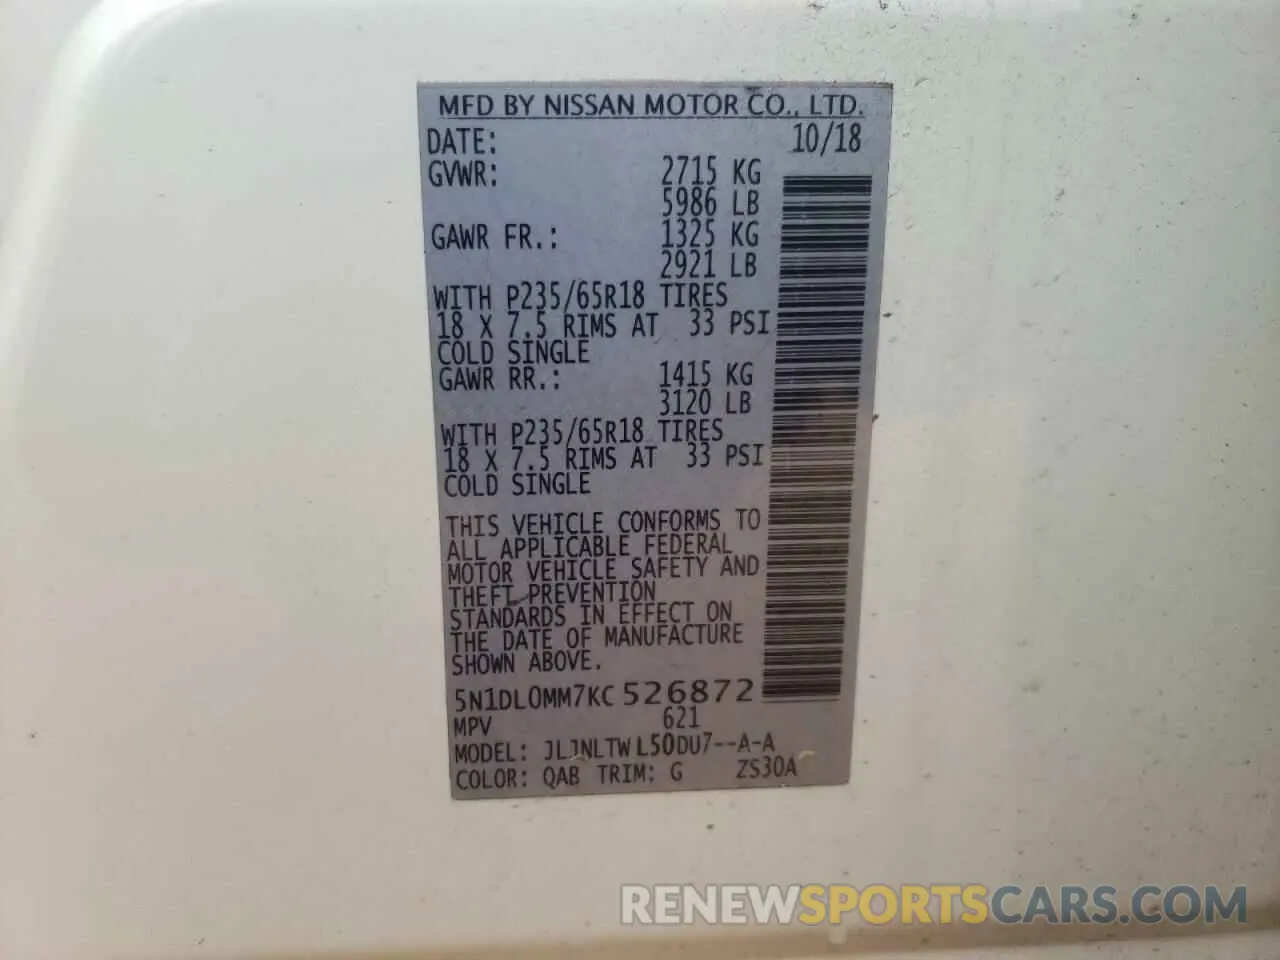 MFD BY NISSAN MOTOR CO., LTD.
DATE: 10/18
GVWR: 2715 KG
5986 LB
GAWR FR.: 1325 KG
2921 LB
WITH P235/65R18 TIRES
18 X 7.5 RIMS AT 33 PSI
COLD SINGLE
GAWR RR.: 1415 KG
3120 LB
WITH P235/65R18 TIRES
18 X 7.5 RIMS AT 33 PSI
COLD SINGLE
THIS VEHICLE CONFORMS TO
ALL APPLICABLE FEDERAL
MOTOR VEHICLE SAFETY AND
THEFT PREVENTION
STANDARDS IN EFFECT ON
THE DATE OF MANUFACTURE
SHOWN ABOVE.
5N1DL0MM7KC526872
MPV 621
MODEL: JLJNLTWL50DU7--A-A
COLOR: QAB TRIM: G ZS30A
RENEWSPORTSCARS.COM